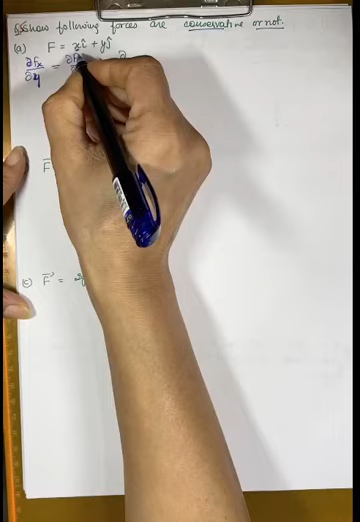 Show following forces are conservative or not.
(a) F = xî + yĵ
∂Fx/∂y = ∂F
F
(c) F⃗ =